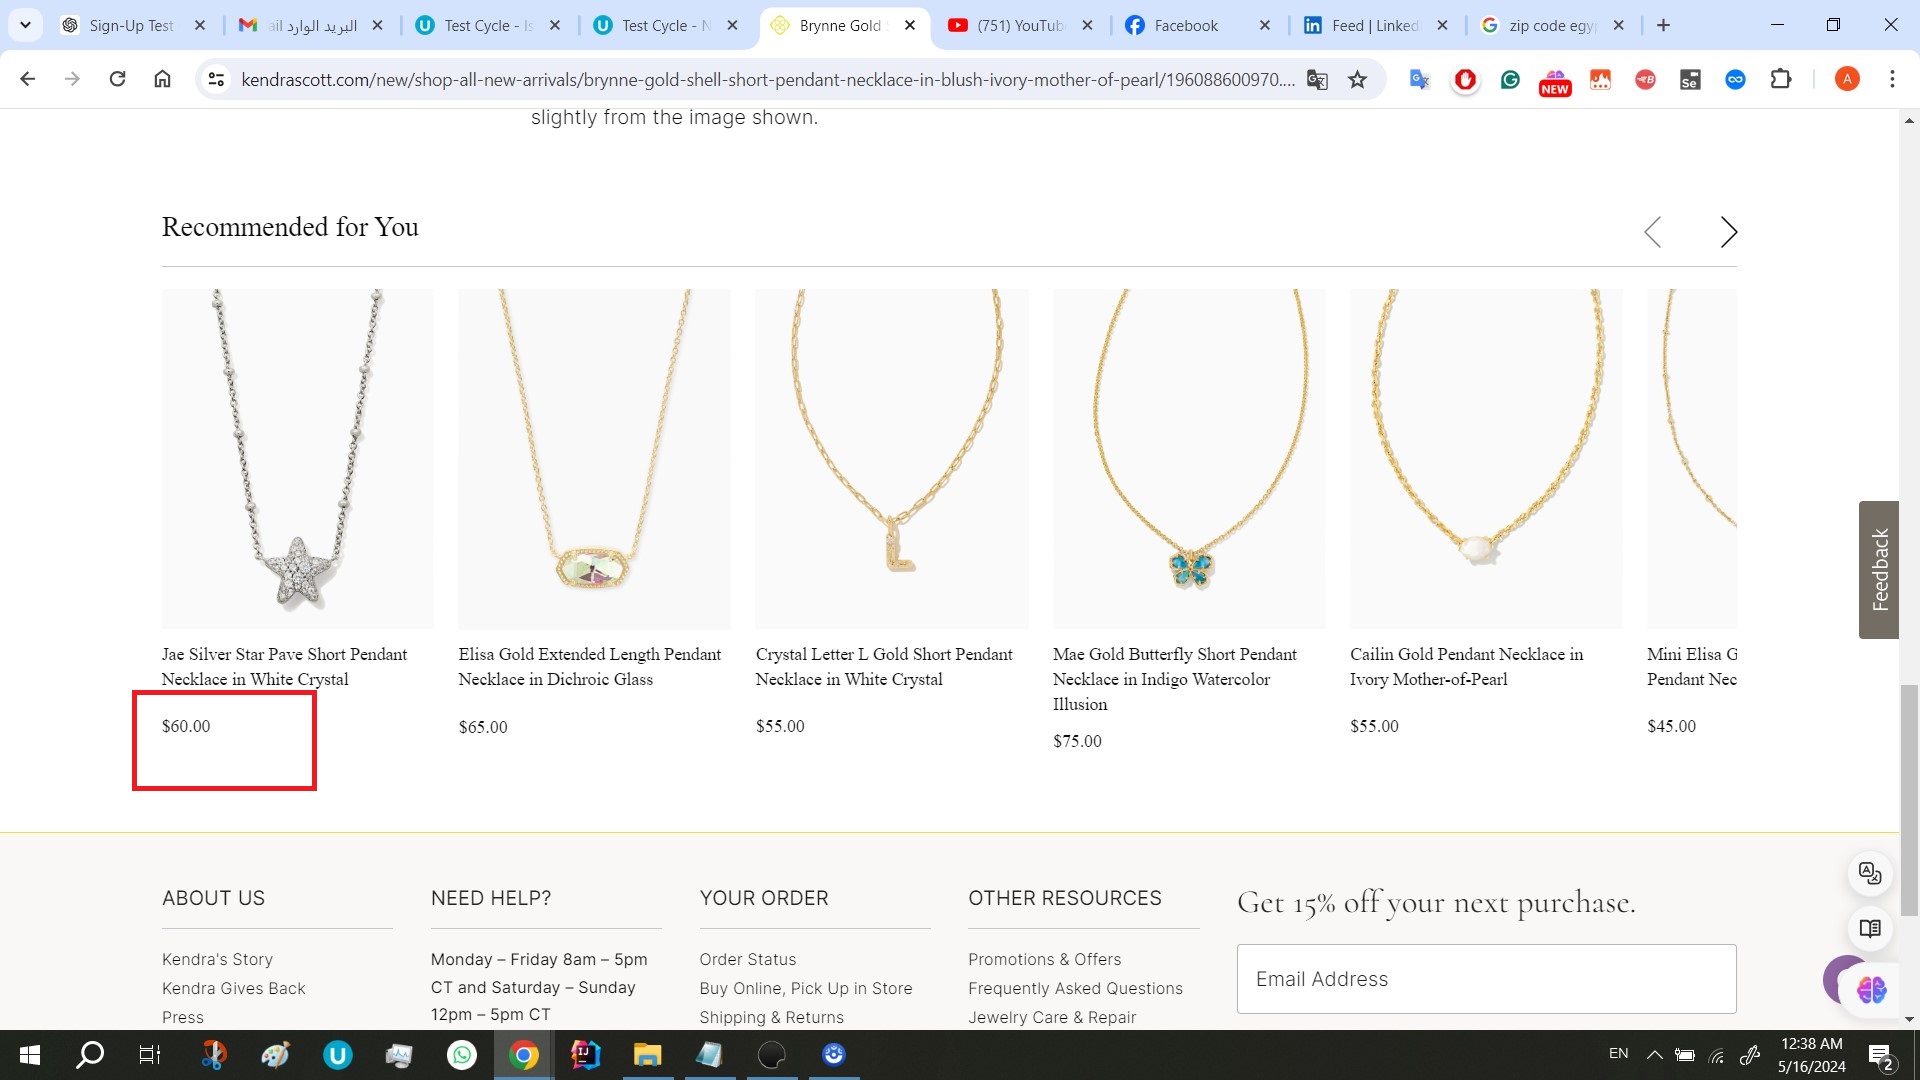 Sign-Up Test
البريد الوارد ail
Test Cycle - Is
Test Cycle - N
Brynne Gold S
(751) YouTube
Facebook
Feed | LinkedI
zip code egyp
kendrascott.com/new/shop-all-new-arrivals/brynne-gold-shell-short-pendant-necklace-in-blush-ivory-mother-of-pearl/196088600970....
NEW
Se
A
slightly from the image shown.
Recommended for You
Jae Silver Star Pave Short Pendant
Necklace in White Crystal
$60.00
Elisa Gold Extended Length Pendant
Necklace in Dichroic Glass
$65.00
Crystal Letter L Gold Short Pendant
Necklace in White Crystal
$55.00
Mae Gold Butterfly Short Pendant
Necklace in Indigo Watercolor
Illusion
$75.00
Cailin Gold Pendant Necklace in
Ivory Mother-of-Pearl
$55.00
Mini Elisa G
Pendant Nec
$45.00
Feedback
ABOUT US
Kendra's Story
Kendra Gives Back
Press
NEED HELP?
Monday – Friday 8am – 5pm
CT and Saturday – Sunday
12pm – 5pm CT
YOUR ORDER
Order Status
Buy Online, Pick Up in Store
Shipping & Returns
OTHER RESOURCES
Promotions & Offers
Frequently Asked Questions
Jewelry Care & Repair
Get 15% off your next purchase.
Email Address
EN
12:38 AM
5/16/2024
2